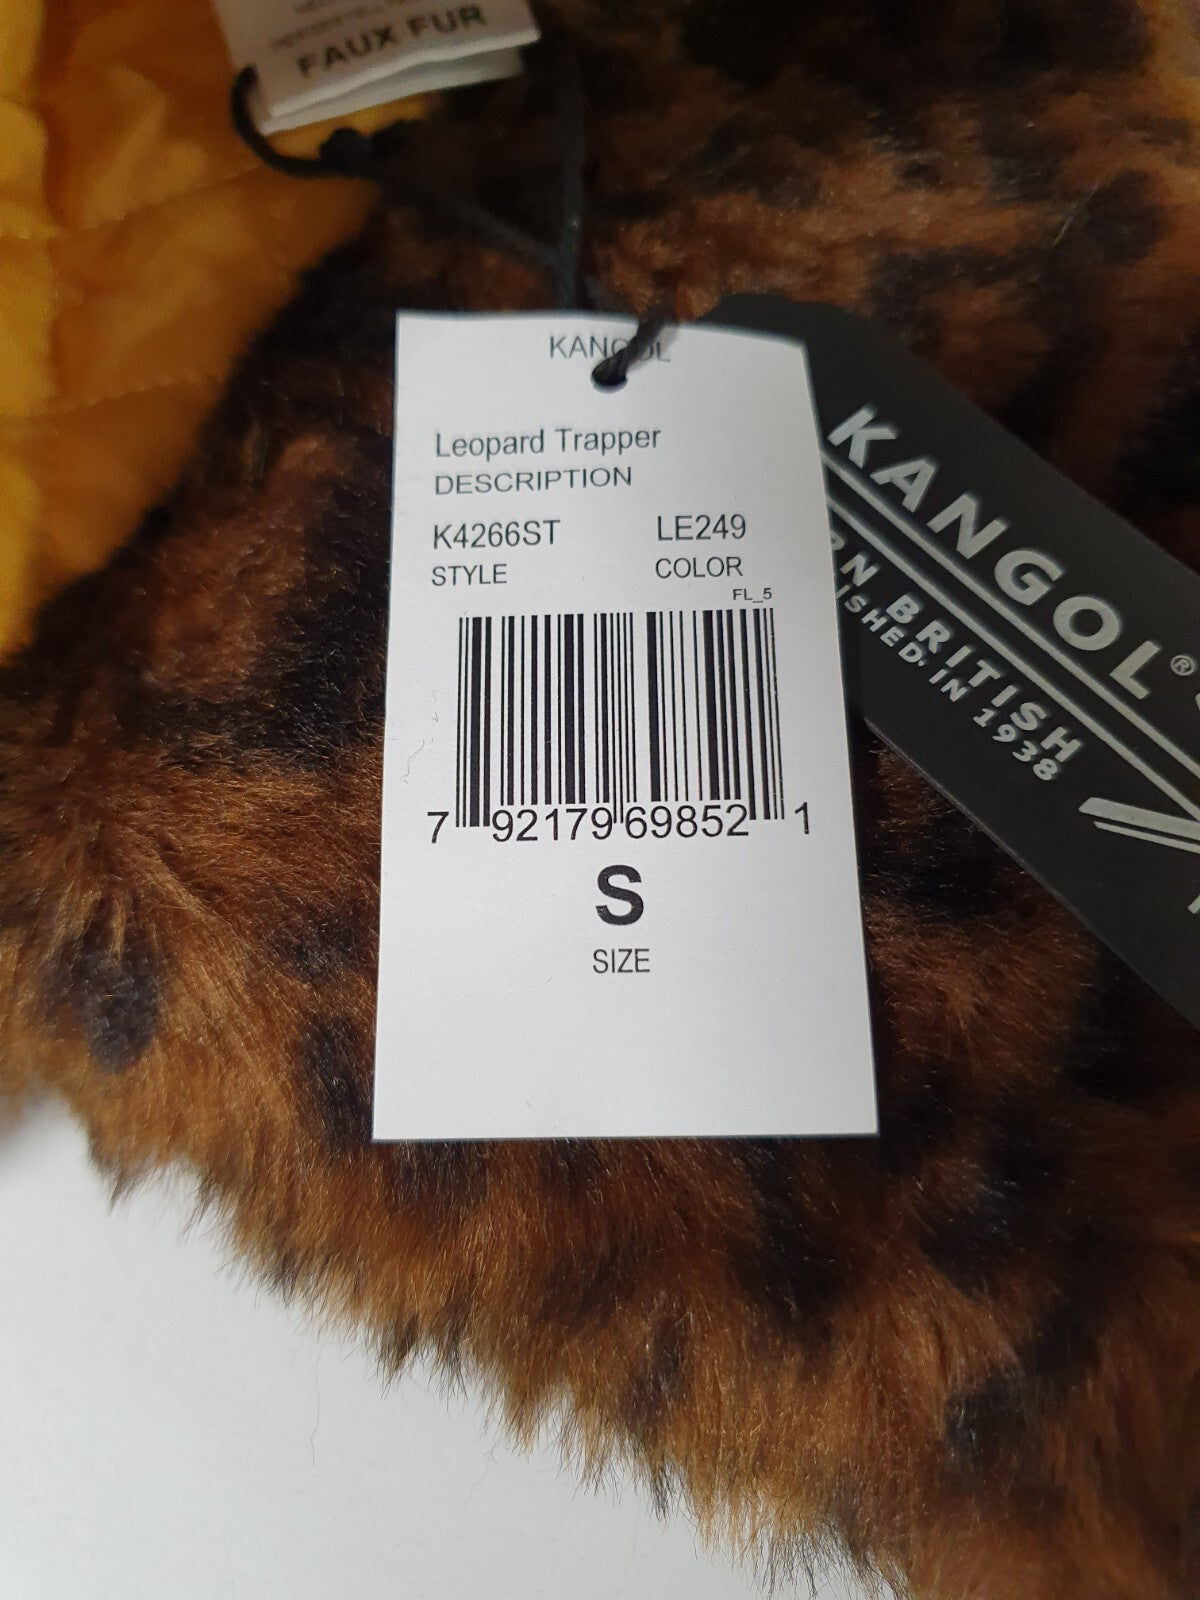 FAUX FUR
KANGOL
Leopard Trapper
DESCRIPTION
K4266ST LE249
STYLE COLOR
FL_5
7 92179 69852 1
S
SIZE
KANGOL®
BRITISH
IN 1938